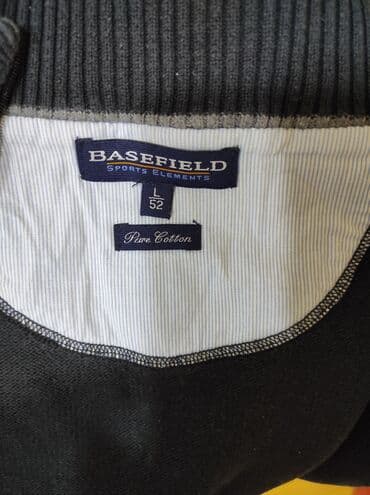 BASEFIELD
SPORTS ELEMENTS
L
52
Pure Cotton